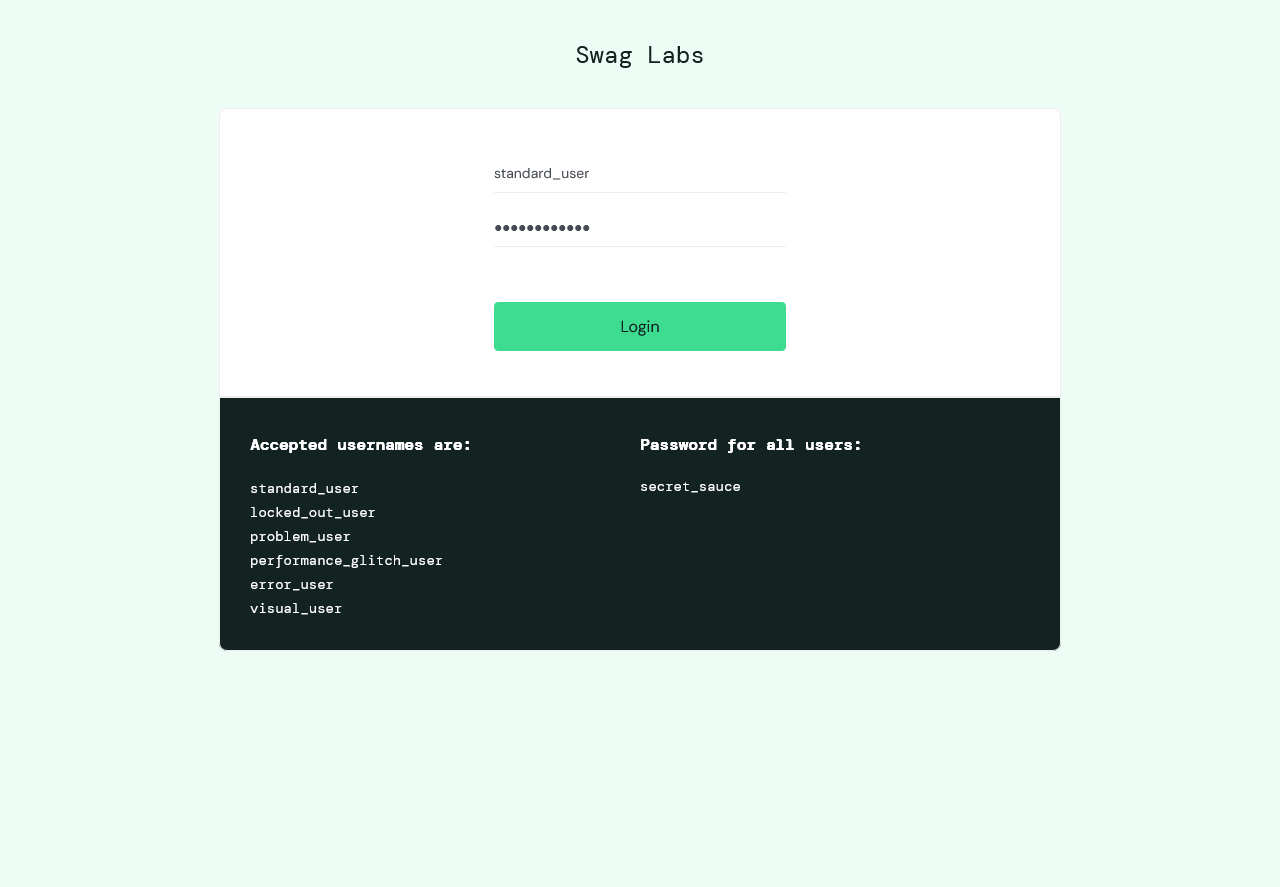 Swag Labs
standard_user
••••••••••••
Login
Accepted usernames are:
standard_user
locked_out_user
problem_user
performance_glitch_user
error_user
visual_user
Password for all users:
secret_sauce